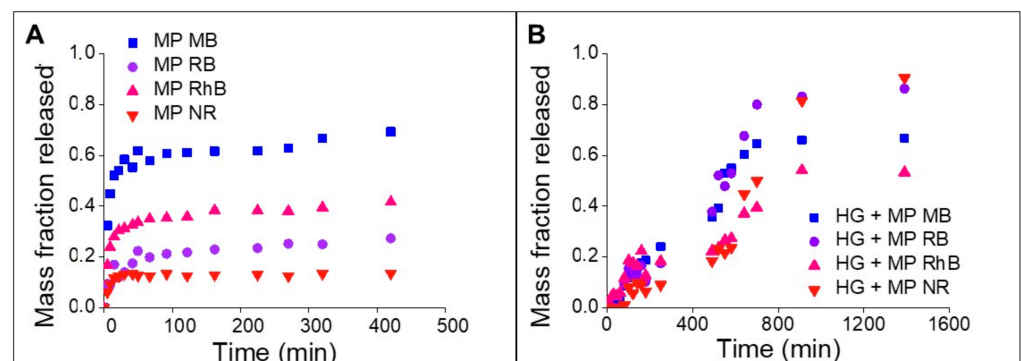 A
MP MB
MP RB
MP RhB
MP NR
Mass fraction released
1.0
0.8
0.6
0.4
0.2
0.0
0
100
200
300
400
500
Time (min)
B
Mass fraction released
1.0
0.8
0.6
0.4
0.2
0.0
HG + MP MB
HG + MP RB
HG + MP RhB
HG + MP NR
0
400
800
1200
1600
Time (min)